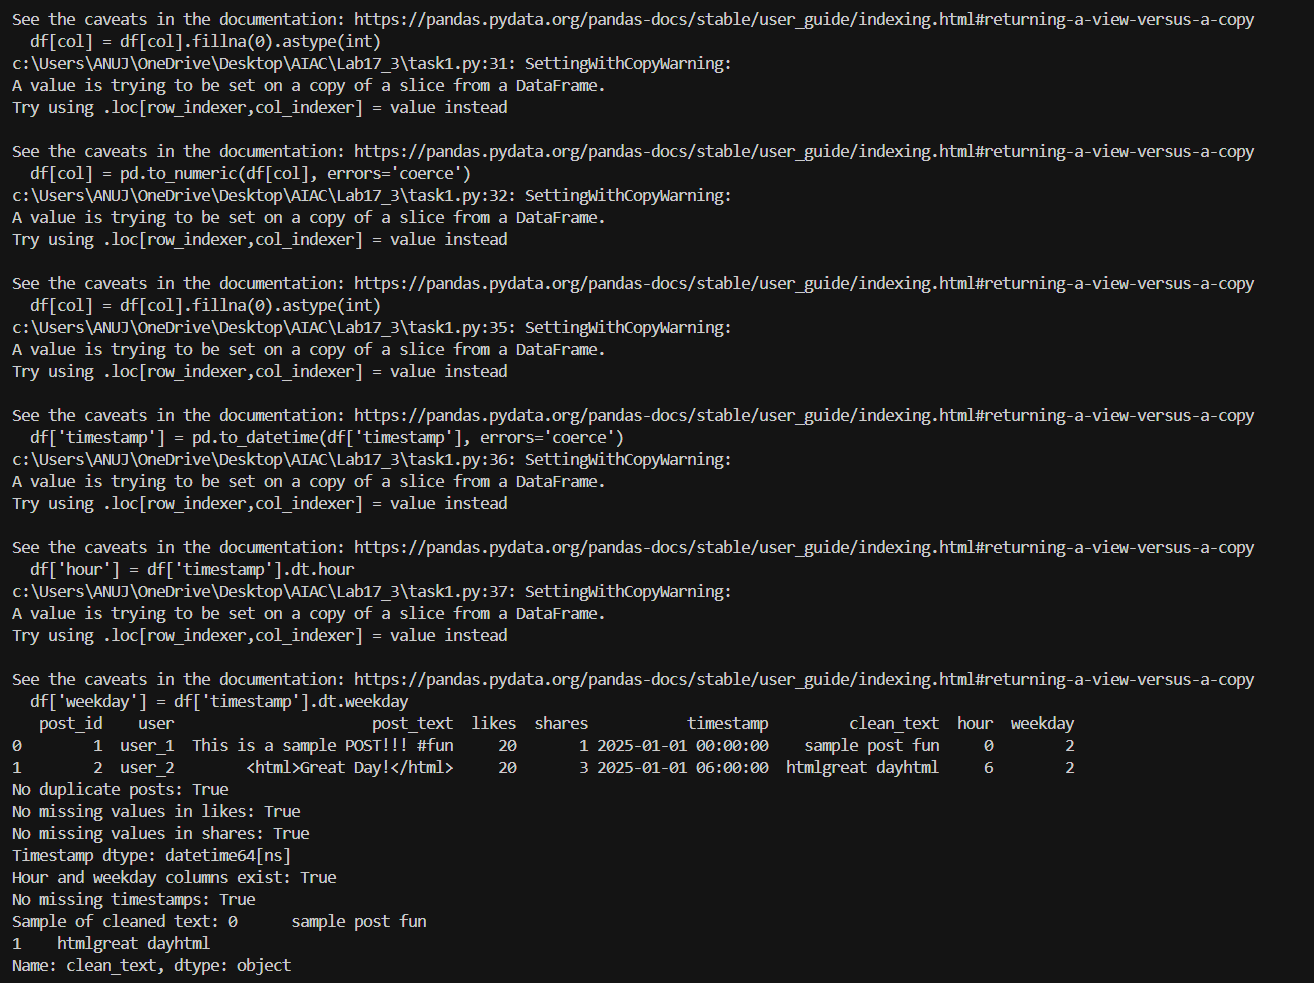 See the caveats in the documentation: https://pandas.pydata.org/pandas-docs/stable/user_guide/indexing.html#returning-a-view-versus-a-copy
  df[col] = df[col].fillna(0).astype(int)
c:\Users\ANUJ\OneDrive\Desktop\AIAC\Lab17_3\task1.py:31: SettingWithCopyWarning:
A value is trying to be set on a copy of a slice from a DataFrame.
Try using .loc[row_indexer,col_indexer] = value instead

See the caveats in the documentation: https://pandas.pydata.org/pandas-docs/stable/user_guide/indexing.html#returning-a-view-versus-a-copy
  df[col] = pd.to_numeric(df[col], errors='coerce')
c:\Users\ANUJ\OneDrive\Desktop\AIAC\Lab17_3\task1.py:32: SettingWithCopyWarning:
A value is trying to be set on a copy of a slice from a DataFrame.
Try using .loc[row_indexer,col_indexer] = value instead

See the caveats in the documentation: https://pandas.pydata.org/pandas-docs/stable/user_guide/indexing.html#returning-a-view-versus-a-copy
  df[col] = df[col].fillna(0).astype(int)
c:\Users\ANUJ\OneDrive\Desktop\AIAC\Lab17_3\task1.py:35: SettingWithCopyWarning:
A value is trying to be set on a copy of a slice from a DataFrame.
Try using .loc[row_indexer,col_indexer] = value instead

See the caveats in the documentation: https://pandas.pydata.org/pandas-docs/stable/user_guide/indexing.html#returning-a-view-versus-a-copy
  df['timestamp'] = pd.to_datetime(df['timestamp'], errors='coerce')
c:\Users\ANUJ\OneDrive\Desktop\AIAC\Lab17_3\task1.py:36: SettingWithCopyWarning:
A value is trying to be set on a copy of a slice from a DataFrame.
Try using .loc[row_indexer,col_indexer] = value instead

See the caveats in the documentation: https://pandas.pydata.org/pandas-docs/stable/user_guide/indexing.html#returning-a-view-versus-a-copy
  df['hour'] = df['timestamp'].dt.hour
c:\Users\ANUJ\OneDrive\Desktop\AIAC\Lab17_3\task1.py:37: SettingWithCopyWarning:
A value is trying to be set on a copy of a slice from a DataFrame.
Try using .loc[row_indexer,col_indexer] = value instead

See the caveats in the documentation: https://pandas.pydata.org/pandas-docs/stable/user_guide/indexing.html#returning-a-view-versus-a-copy
  df['weekday'] = df['timestamp'].dt.weekday
   post_id    user                      post_text  likes  shares           timestamp         clean_text  hour  weekday
0        1  user_1  This is a sample POST!!! #fun     20       1 2025-01-01 00:00:00    sample post fun     0        2
1        2  user_2        <html>Great Day!</html>     20       3 2025-01-01 06:00:00  htmlgreat dayhtml     6        2
No duplicate posts: True
No missing values in likes: True
No missing values in shares: True
Timestamp dtype: datetime64[ns]
Hour and weekday columns exist: True
No missing timestamps: True
Sample of cleaned text: 0      sample post fun
1    htmlgreat dayhtml
Name: clean_text, dtype: object